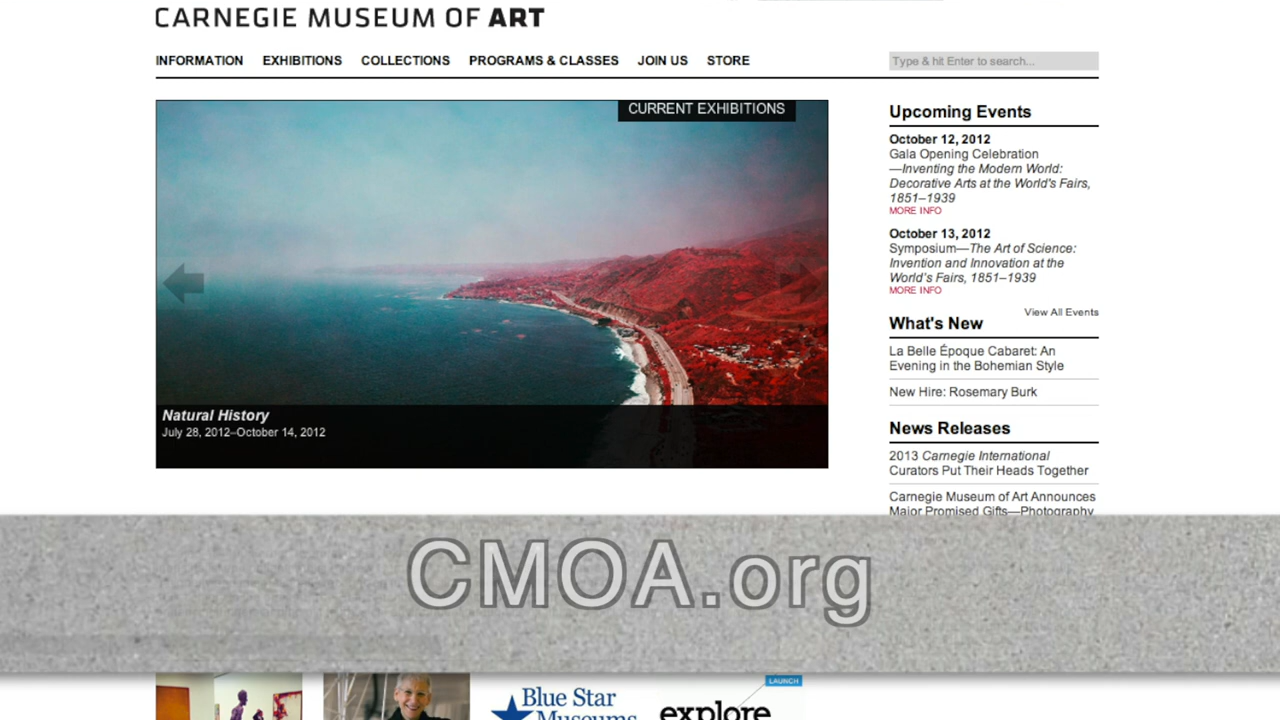 CARNEGIE MUSEUM OF ART
INFORMATION EXHIBITIONS COLLECTIONS PROGRAMS & CLASSES JOIN US STORE
Type & hit Enter to search...
CURRENT EXHIBITIONS
Natural History
July 28, 2012–October 14, 2012
Upcoming Events
October 12, 2012
Gala Opening Celebration
—Inventing the Modern World:
Decorative Arts at the World's Fairs,
1851–1939
MORE INFO
October 13, 2012
Symposium—The Art of Science:
Invention and Innovation at the
World's Fairs, 1851–1939
MORE INFO
View All Events
What's New
La Belle Époque Cabaret: An
Evening in the Bohemian Style
New Hire: Rosemary Burk
News Releases
2013 Carnegie International
Curators Put Their Heads Together
Carnegie Museum of Art Announces
Major Promised Gifts—Photography
CMOA.org
Blue Star
Museums
LAUNCH
explore